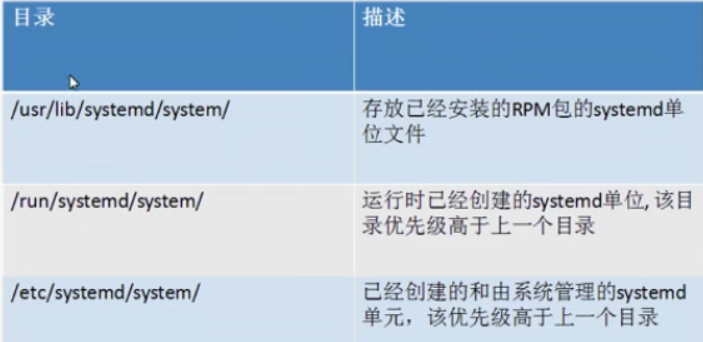 目录
描述
/usr/lib/systemd/system/
存放已经安装的RPM包的systemd单
位文件
/run/systemd/system/
运行时已经创建的systemd单位, 该目
录优先级高于上一个目录
/etc/systemd/system/
已经创建的和由系统管理的systemd
单元，该优先级高于上一个目录